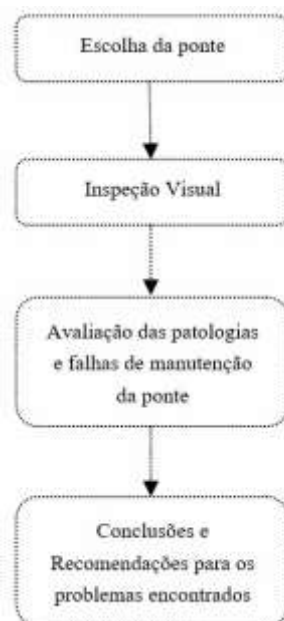 Escolha da ponte
Inspeção Visual
Avaliação das patologias
e falhas de manutenção
da ponte
Conclusões e
Recomendações para os
problemas encontrados